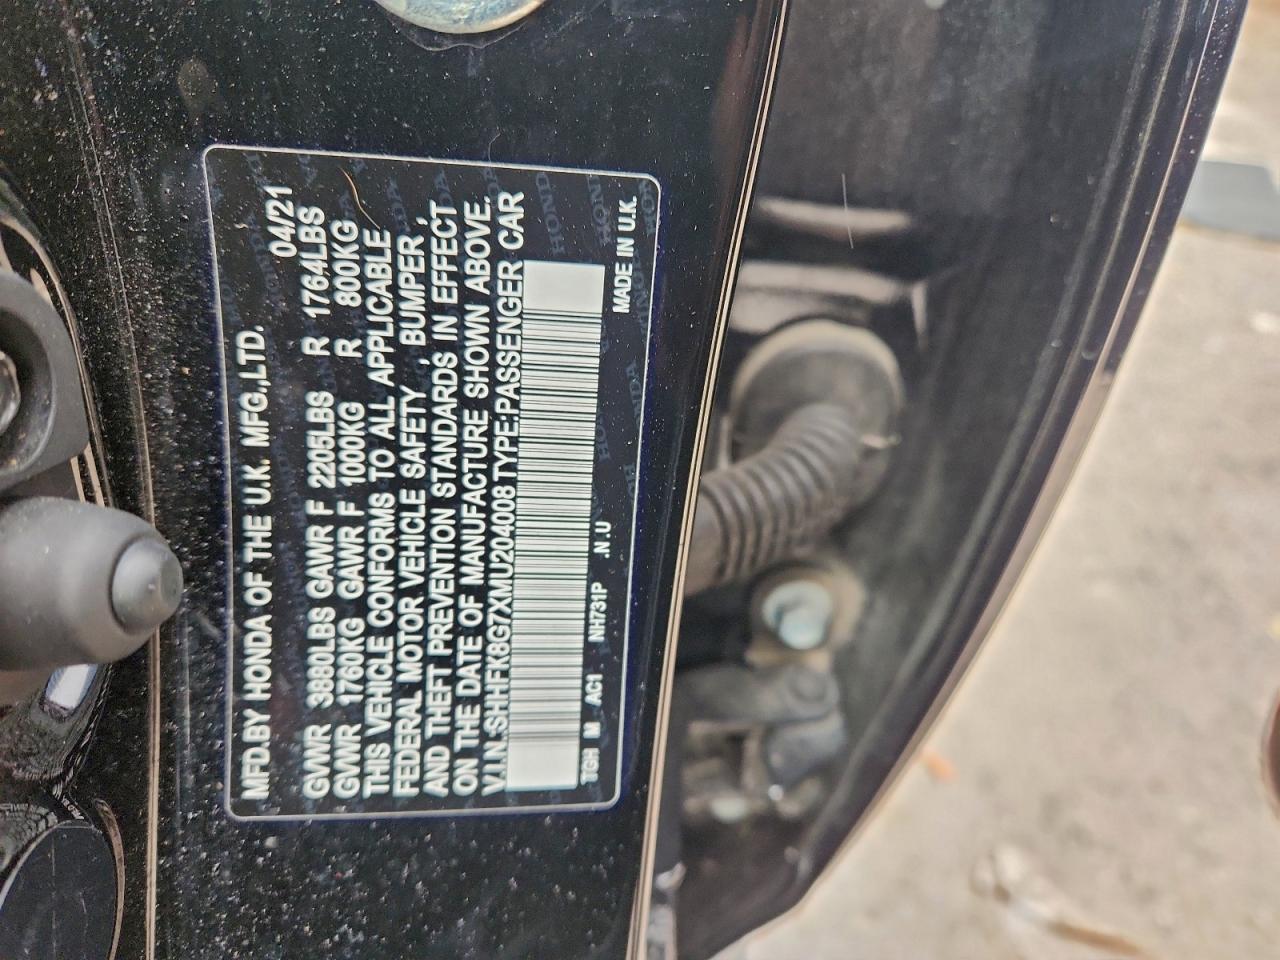 MFD.BY HONDA OF THE U.K. MFG.,LTD. 04/21
GVWR 3880LBS GAWR F 2205LBS R 1764LBS
GVWR 1760KG GAWR F 1000KG R 800KG
THIS VEHICLE CONFORMS TO ALL APPLICABLE
FEDERAL MOTOR VEHICLE SAFETY , BUMPER ,
AND THEFT PREVENTION STANDARDS IN EFFECT
ON THE DATE OF MANUFACTURE SHOWN ABOVE.
V.I.N.:SHHFK8G7XMU204008 TYPE:PASSENGER CAR
TGH M AC1 NH731P .N.U MADE IN U.K.